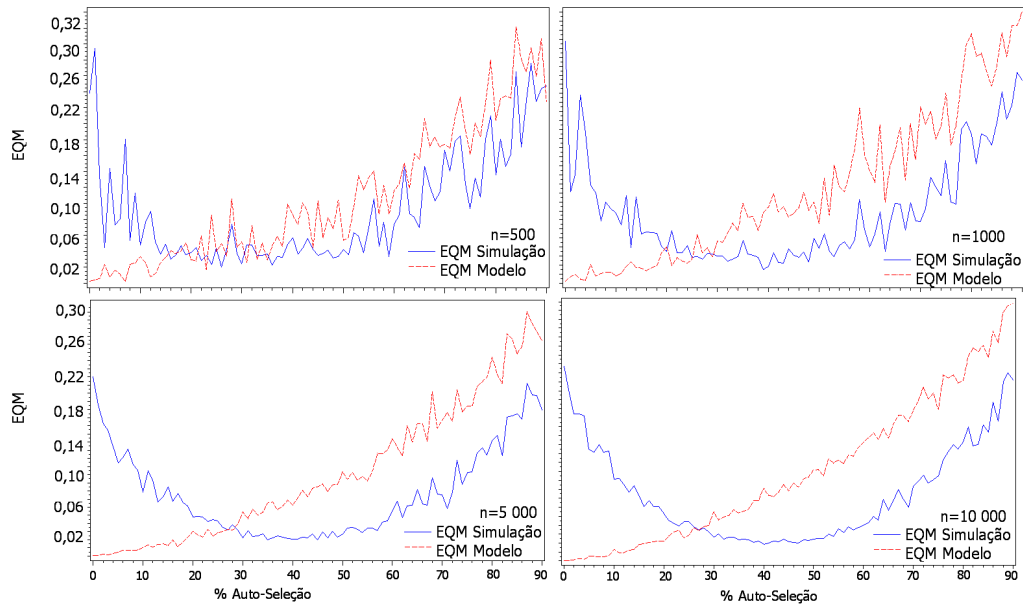 EQM
0,32
0,30
0,26
0,22
0,18
0,14
0,10
0,06
0,02
n=500
EQM Simulação
EQM Modelo
n=1000
EQM Simulação
EQM Modelo
EQM
0,30
0,26
0,22
0,18
0,14
0,10
0,06
0,02
n=5 000
EQM Simulação
EQM Modelo
0 10 20 30 40 50 60 70 80 90
% Auto-Seleção
n=10 000
EQM Simulação
EQM Modelo
0 10 20 30 40 50 60 70 80 90
% Auto-Seleção